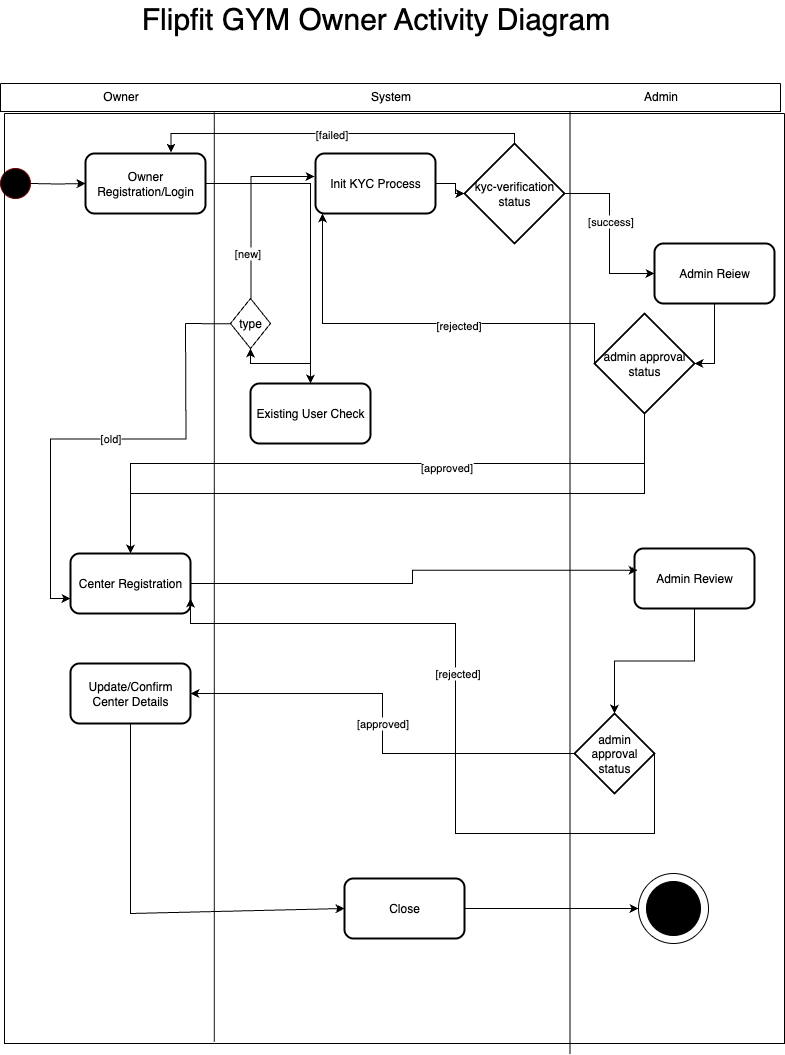 Flipfit GYM Owner Activity Diagram
Owner
System
Admin
[failed]
Owner
Registration/Login
Init KYC Process
kyc-verification
status
[success]
[new]
Admin Reiew
type
[rejected]
admin approval
status
Existing User Check
[old]
[approved]
Center Registration
Admin Review
[rejected]
Update/Confirm
Center Details
[approved]
admin
approval
status
Close